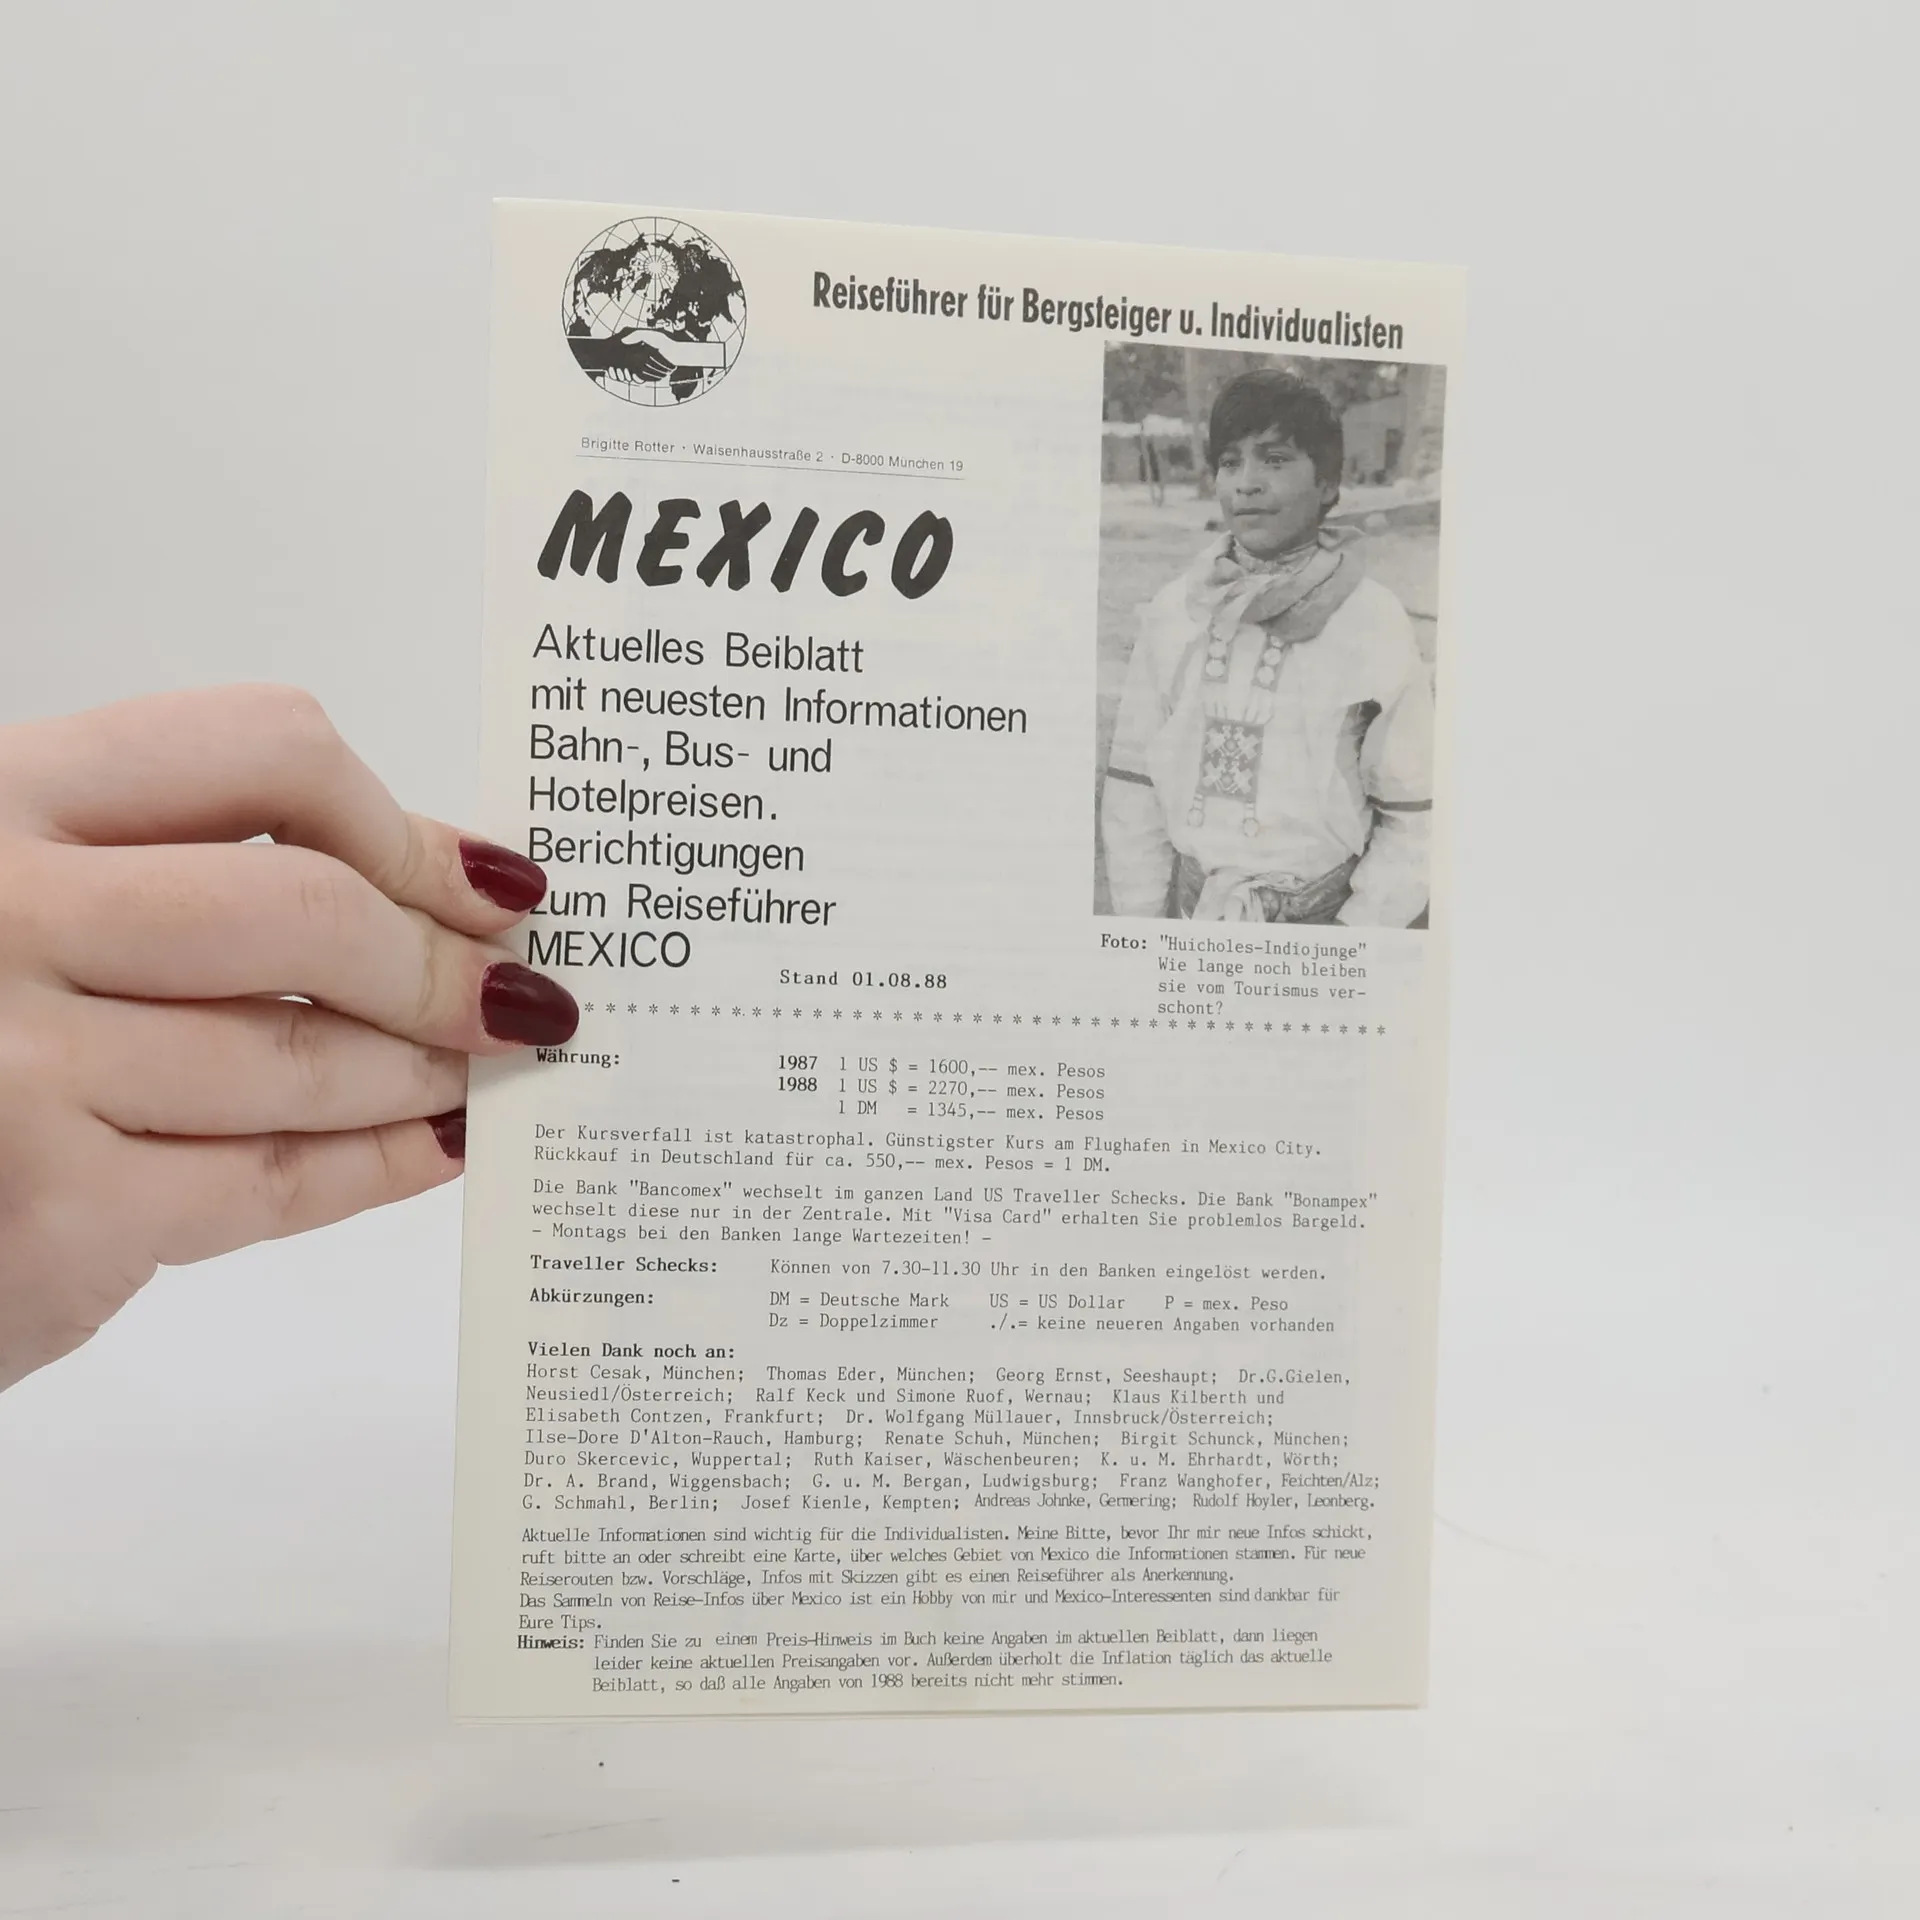 Reiseführer für Bergsteiger u. Individualisten
Brigitte Rotter · Waisenhausstraße 2 · D-8000 München 19
MEXICO
Aktuelles Beiblatt
mit neuesten Informationen
Bahn-, Bus- und
Hotelpreisen.
Berichtigungen
zum Reiseführer
MEXICO
Stand 01.08.88
Foto: "Huicholes-Indiojunge"
Wie lange noch bleiben
sie vom Tourismus ver-
schont?
* * * * * * * * * * * * * * * * * * * * * * * * * * * * * * * * * * * * * * * *
Währung: 1987 1 US $ = 1600,-- mex. Pesos
1988 1 US $ = 2270,-- mex. Pesos
1 DM = 1345,-- mex. Pesos
Der Kursverfall ist katastrophal. Günstigster Kurs am Flughafen in Mexico City.
Rückkauf in Deutschland für ca. 550,-- mex. Pesos = 1 DM.
Die Bank "Bancomex" wechselt im ganzen Land US Traveller Schecks. Die Bank "Bonampex"
wechselt diese nur in der Zentrale. Mit "Visa Card" erhalten Sie problemlos Bargeld.
- Montags bei den Banken lange Wartezeiten! -
Traveller Schecks: Können von 7.30-11.30 Uhr in den Banken eingelöst werden.
Abkürzungen: DM = Deutsche Mark US = US Dollar P = mex. Peso
Dz = Doppelzimmer ./.= keine neueren Angaben vorhanden
Vielen Dank noch an:
Horst Cesak, München; Thomas Eder, München; Georg Ernst, Seeshaupt; Dr.G.Gielen,
Neusiedl/Österreich; Ralf Keck und Simone Ruof, Wernau; Klaus Kilberth und
Elisabeth Contzen, Frankfurt; Dr. Wolfgang Müllauer, Innsbruck/Österreich;
Ilse-Dore D'Alton-Rauch, Hamburg; Renate Schuh, München; Birgit Schunck, München;
Duro Skercevic, Wuppertal; Ruth Kaiser, Wäschenbeuren; K. u. M. Ehrhardt, Wörth;
Dr. A. Brand, Wiggensbach; G. u. M. Bergan, Ludwigsburg; Franz Wanghofer, Feichten/Alz;
G. Schmahl, Berlin; Josef Kienle, Kempten; Andreas Johnke, Germering; Rudolf Hoyler, Leonberg.
Aktuelle Informationen sind wichtig für die Individualisten. Meine Bitte, bevor Ihr mir neue Infos schickt,
ruft bitte an oder schreibt eine Karte, über welches Gebiet von Mexico die Informationen stammen. Für neue
Reiserouten bzw. Vorschläge, Infos mit Skizzen gibt es einen Reiseführer als Anerkennung.
Das Sammeln von Reise-Infos über Mexico ist ein Hobby von mir und Mexico-Interessenten sind dankbar für
Eure Tips.
Hinweis: Finden Sie zu einem Preis-Hinweis im Buch keine Angaben im aktuellen Beiblatt, dann liegen
leider keine aktuellen Preisangaben vor. Außerdem überholt die Inflation täglich das aktuelle
Beiblatt, so daß alle Angaben von 1988 bereits nicht mehr stimmen.